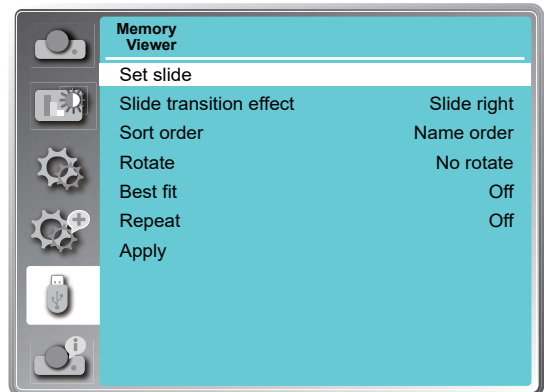 Memory
Viewer
Set slide
Slide transition effect Slide right
Sort order Name order
Rotate No rotate
Best fit Off
Repeat Off
Apply